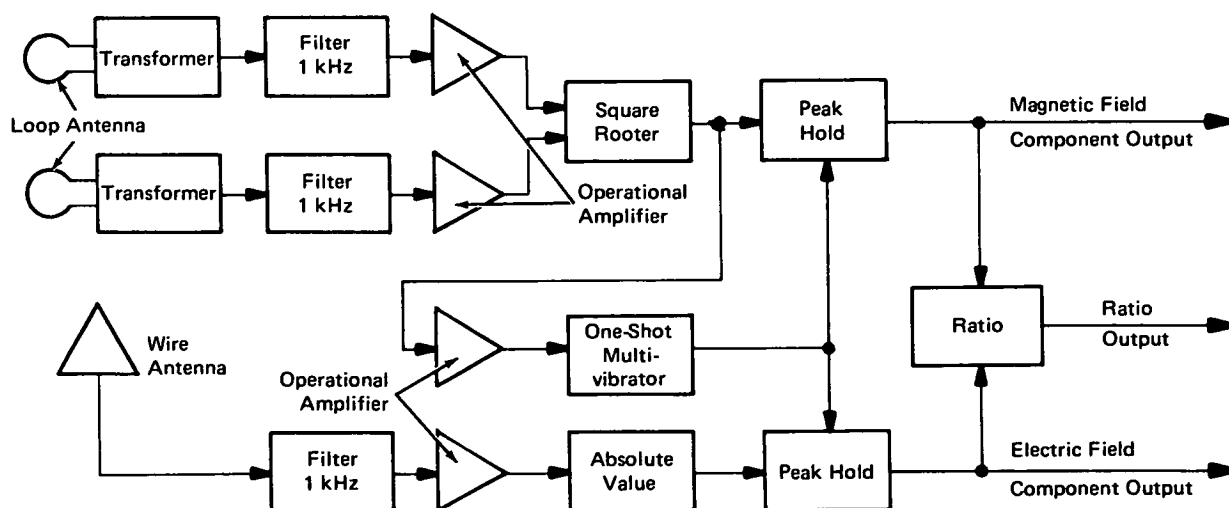 Transformer
Filter
1 kHz
Loop Antenna
Transformer
Filter
1 kHz
Square
Rooter
Operational
Amplifier
Peak
Hold
Magnetic Field
Component Output
Wire
Antenna
Operational
Amplifier
One-Shot
Multi-
vibrator
Ratio
Ratio
Output
Filter
1 kHz
Absolute
Value
Peak Hold
Electric Field
Component Output